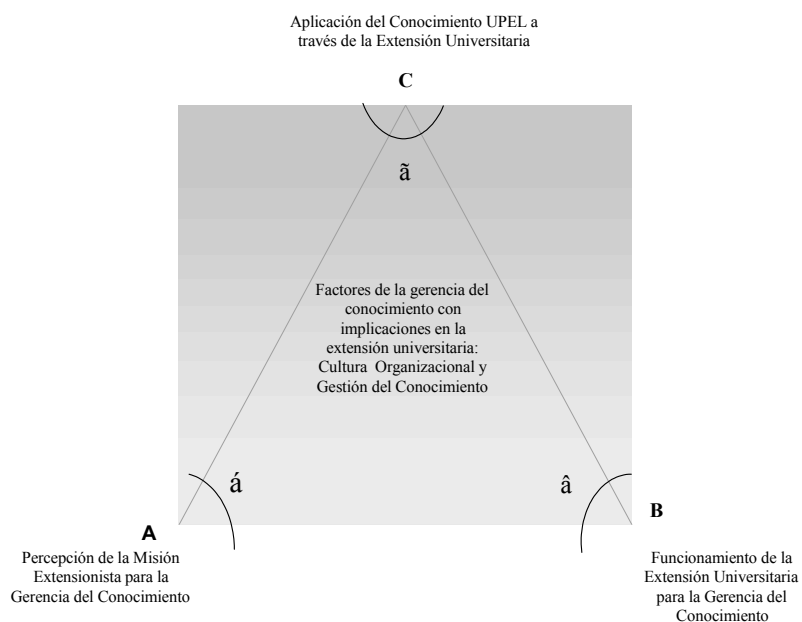 Aplicación del Conocimiento UPEL a
través de la Extensión Universitaria
C
ã
Factores de la gerencia del
conocimiento con
implicaciones en la
extensión universitaria:
Cultura Organizacional y
Gestión del Conocimiento
á
â
A
Percepción de la Misión
Extensionista para la
Gerencia del Conocimiento
B
Funcionamiento de la
Extensión Universitaria
para la Gerencia del
Conocimiento